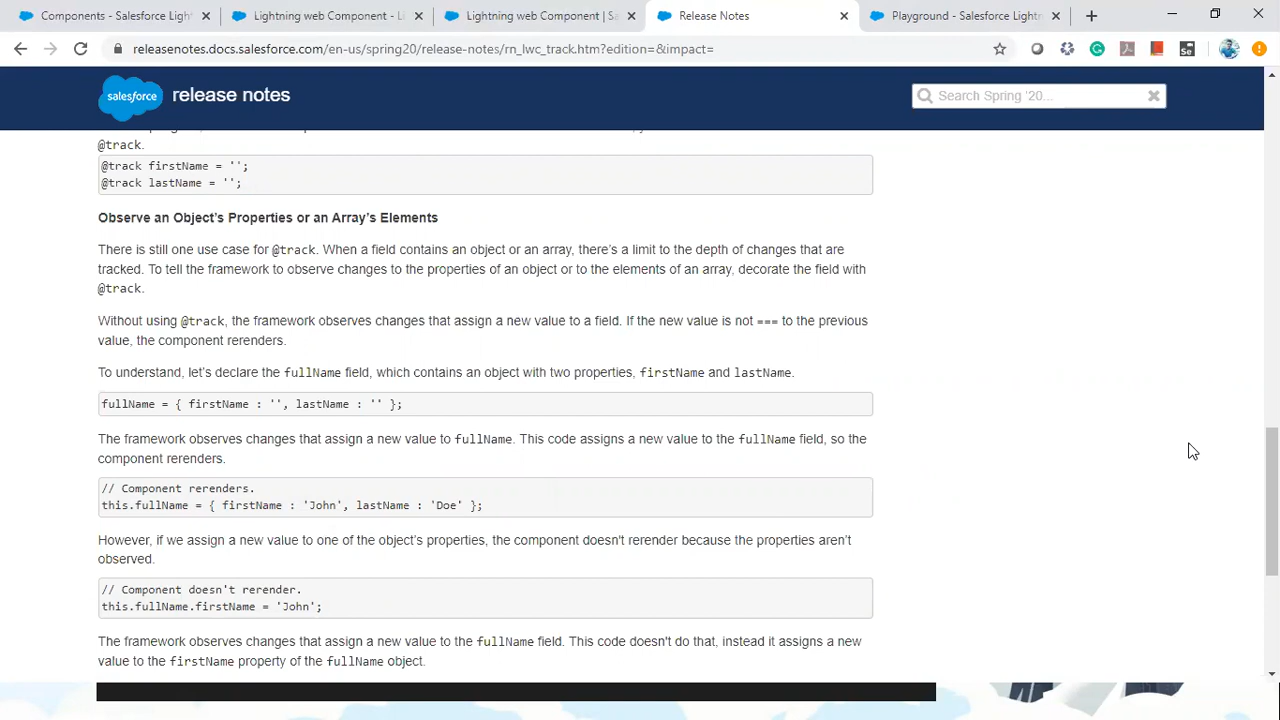 Components - Salesforce Light
Lightning web Component - Li
Lightning web Component | Sa
Release Notes
Playground - Salesforce Lightn
releasenotes.docs.salesforce.com/en-us/spring20/release-notes/rn_lwc_track.htm?edition=&impact=
Se
salesforce
release notes
Search Spring '20...
@track.
@track firstName = '';
@track lastName = '';
Observe an Object's Properties or an Array's Elements
There is still one use case for @track. When a field contains an object or an array, there's a limit to the depth of changes that are
tracked. To tell the framework to observe changes to the properties of an object or to the elements of an array, decorate the field with
@track.
Without using @track, the framework observes changes that assign a new value to a field. If the new value is not === to the previous
value, the component rerenders.
To understand, let's declare the fullName field, which contains an object with two properties, firstName and lastName.
fullName = { firstName : '', lastName : '' };
The framework observes changes that assign a new value to fullName. This code assigns a new value to the fullName field, so the
component rerenders.
// Component rerenders.
this.fullName = { firstName : 'John', lastName : 'Doe' };
However, if we assign a new value to one of the object's properties, the component doesn't rerender because the properties aren't
observed.
// Component doesn't rerender.
this.fullName.firstName = 'John';
The framework observes changes that assign a new value to the fullName field. This code doesn't do that, instead it assigns a new
value to the firstName property of the fullName object.